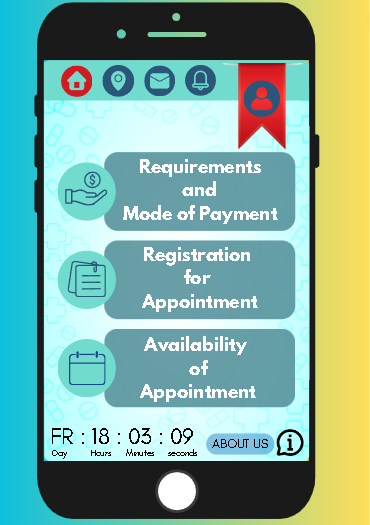 $
Requirements
and
Mode of Payment
Registration
for
Appointment
Availability
of
Appointment
FR : 18 : 03 : 09
Day Hours Minutes seconds
ABOUT US
i